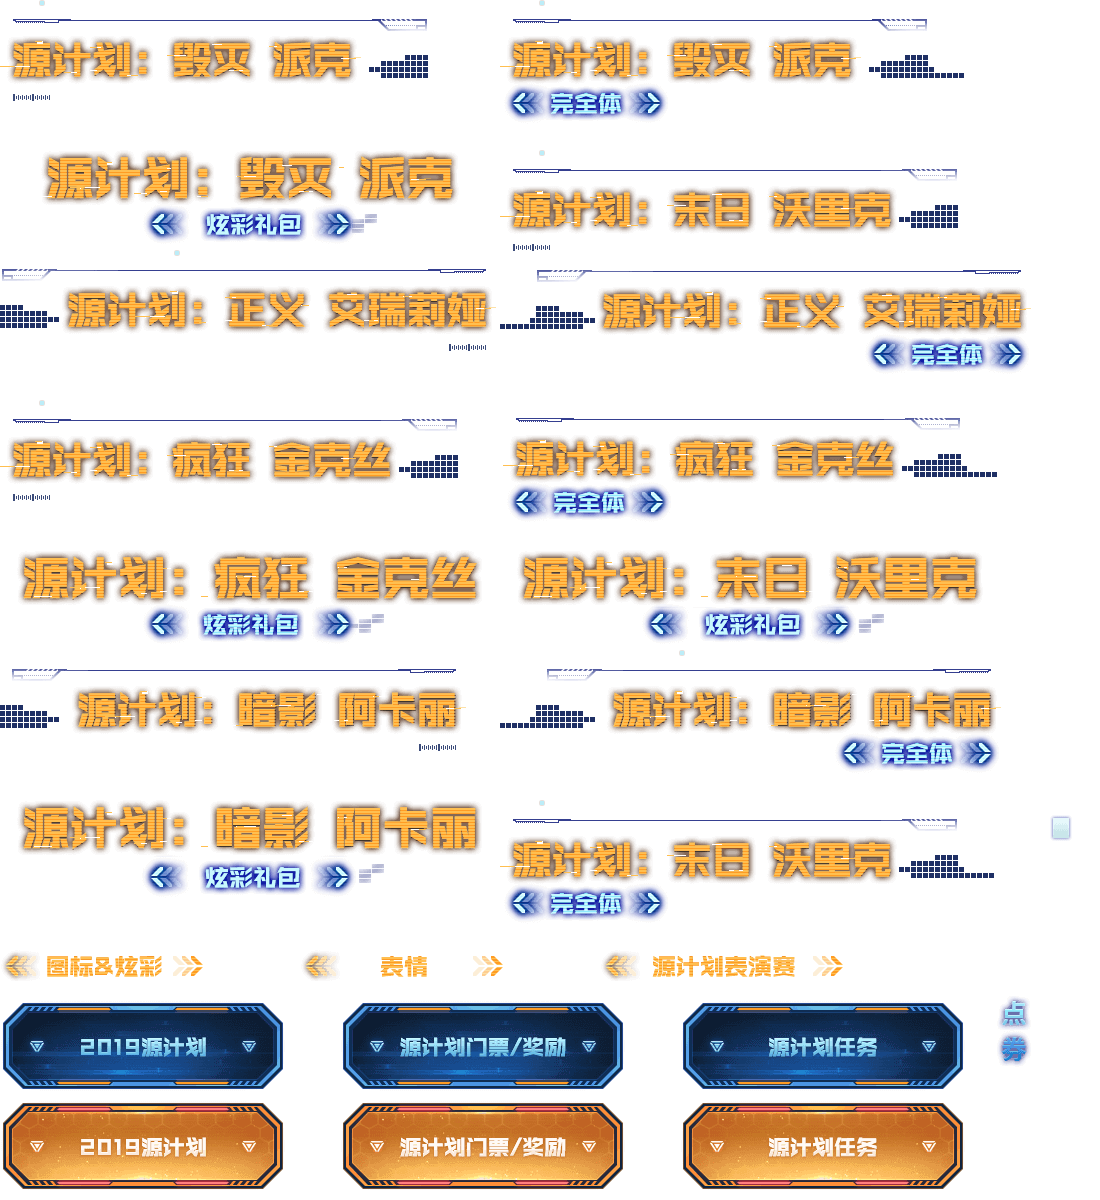 源计划：毁灭 派克
源计划：毁灭 派克
完全体
源计划：毁灭 派克
炫彩礼包
源计划：末日 沃里克
源计划：正义 艾瑞莉娅
源计划：正义 艾瑞莉娅
完全体
源计划：疯狂 金克丝
源计划：疯狂 金克丝
完全体
源计划：疯狂 金克丝
炫彩礼包
源计划：末日 沃里克
炫彩礼包
源计划：暗影 阿卡丽
源计划：暗影 阿卡丽
完全体
源计划：暗影 阿卡丽
炫彩礼包
源计划：末日 沃里克
完全体
图标&炫彩
表情
源计划表演赛
2019源计划
源计划门票/奖励
源计划任务
点
券
2019源计划
源计划门票/奖励
源计划任务